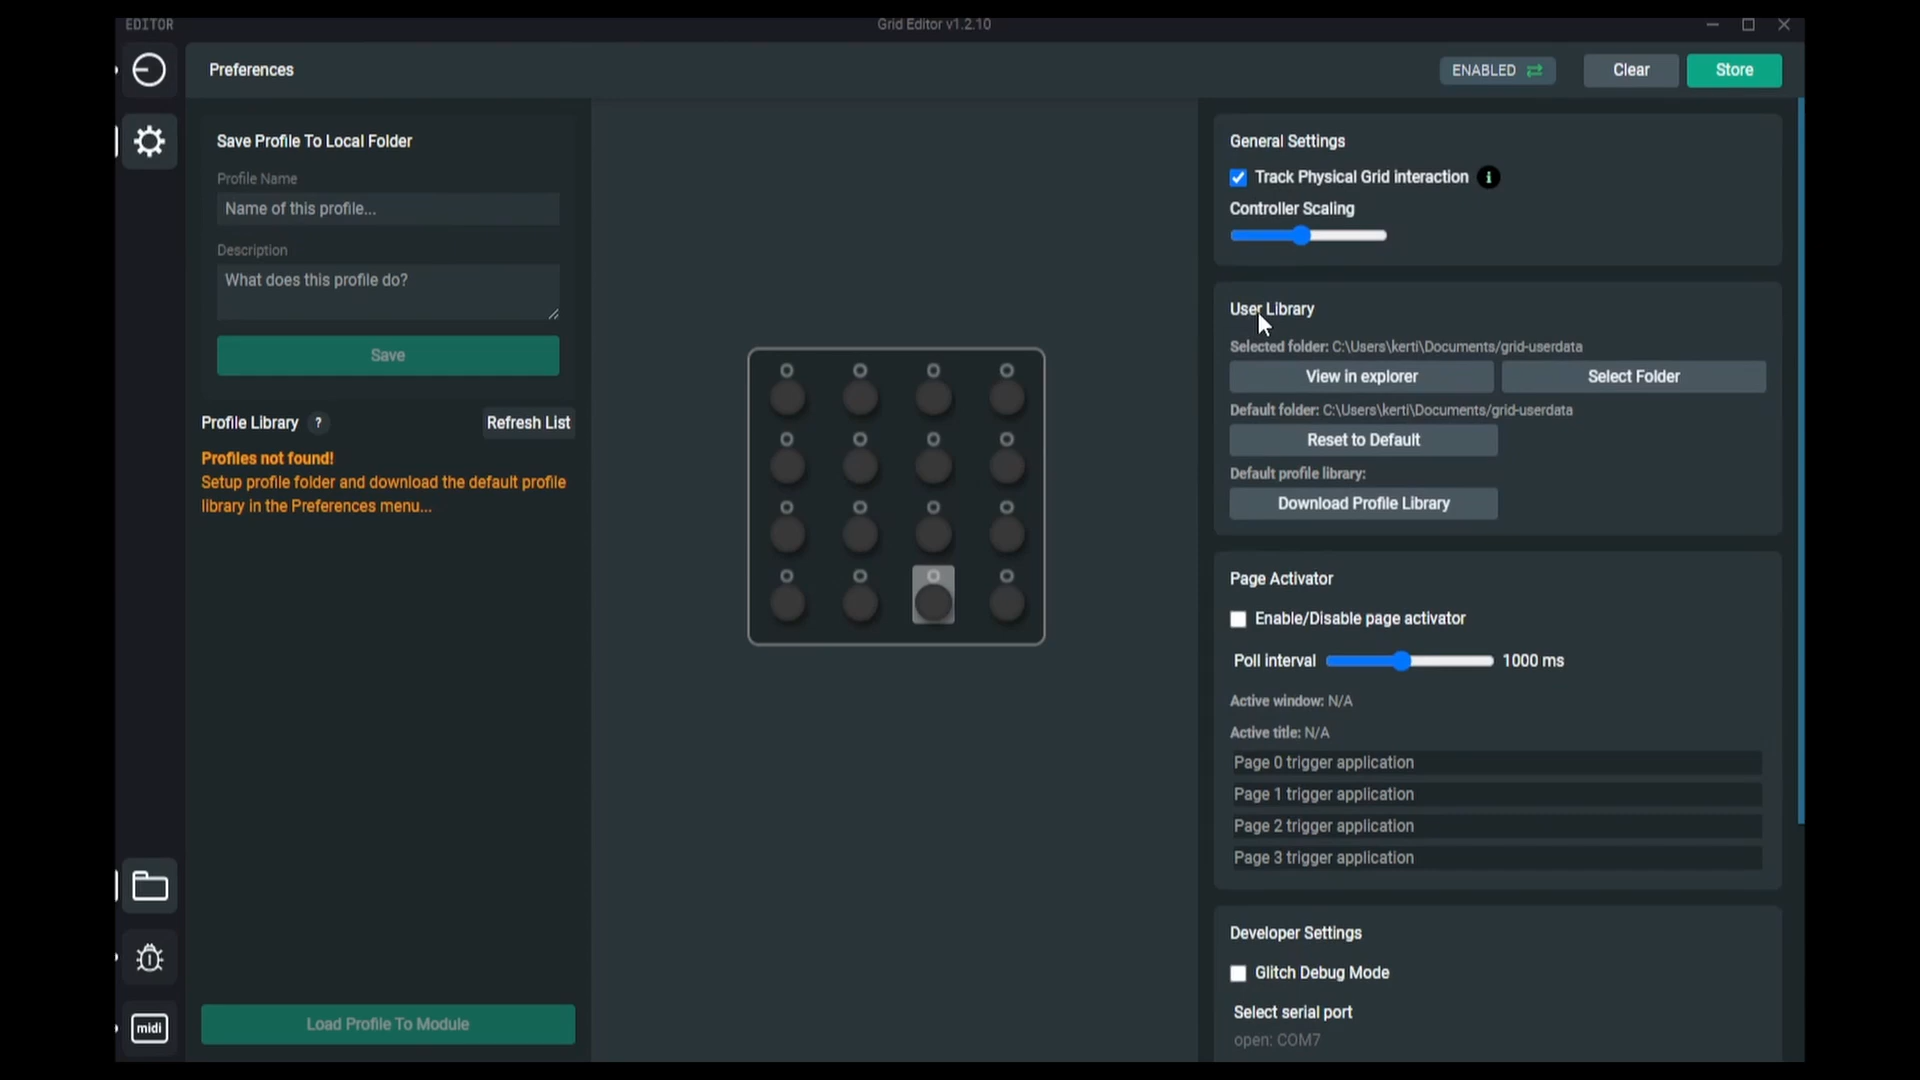 EDITOR
Grid Editor v1.2.10
Preferences
ENABLED
Clear
Store
Save Profile To Local Folder
Profile Name
Name of this profile...
Description
What does this profile do?
Save
Profile Library ?
Refresh List
Profiles not found!
Setup profile folder and download the default profile
library in the Preferences menu...
Load Profile To Module
midi
General Settings
Track Physical Grid interaction i
Controller Scaling
User Library
Selected folder: C:\Users\kerti\Documents/grid-userdata
View in explorer
Select Folder
Default folder: C:\Users\kerti\Documents/grid-userdata
Reset to Default
Default profile library:
Download Profile Library
Page Activator
Enable/Disable page activator
Poll interval
1000 ms
Active window: N/A
Active title: N/A
Page 0 trigger application
Page 1 trigger application
Page 2 trigger application
Page 3 trigger application
Developer Settings
Glitch Debug Mode
Select serial port
open: COM7